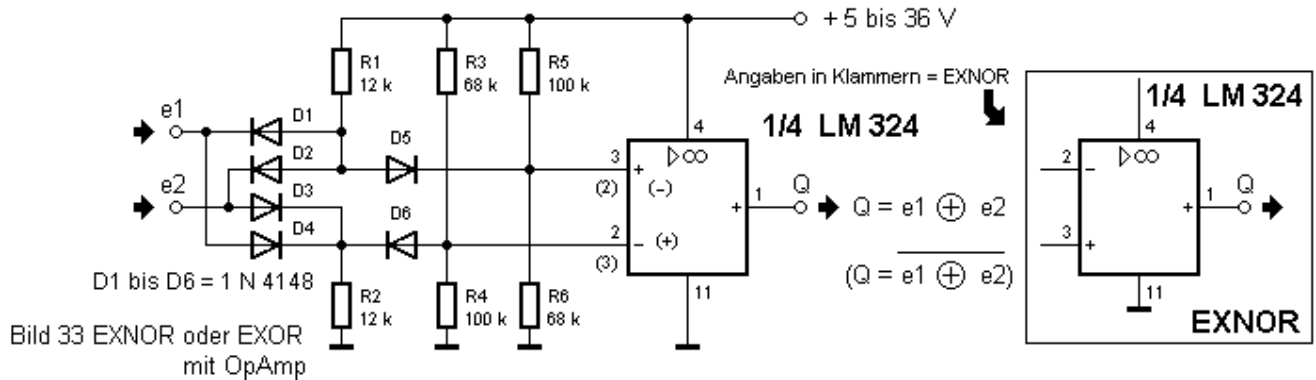 + 5 bis 36 V
R1
12 k
R3
68 k
R5
100 k
Angaben in Klammern = EXNOR
1/4 LM 324
4
1/4 LM 324
4
e1
D1
D2
D5
e2
D3
D4
D6
3
(2)
+
(–)
▷∞
2
(3)
–
(+)
+
1
Q
11
Q = e1 ⊕ e2
(Q = e1 ⊕ e2)
2
–
▷∞
3
+
+
1
Q
11
EXNOR
D1 bis D6 = 1 N 4148
R2
12 k
R4
100 k
R6
68 k
Bild 33 EXNOR oder EXOR
mit OpAmp